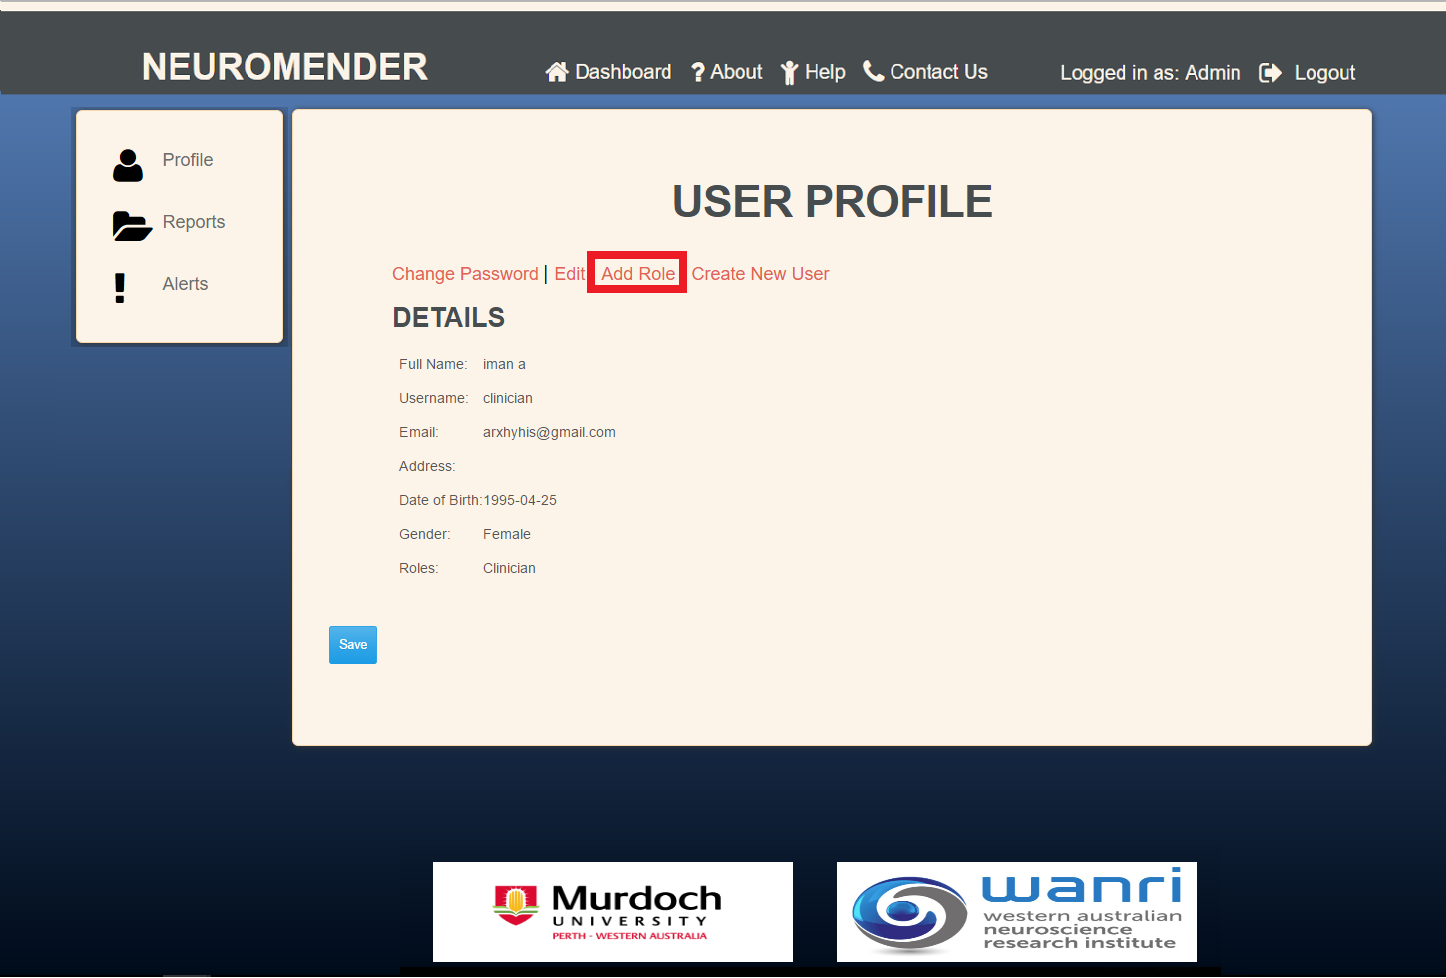 NEUROMENDER
Dashboard ? About Help Contact Us Logged in as: Admin Logout
Profile
Reports
! Alerts
USER PROFILE
Change Password | Edit Add Role Create New User
DETAILS
Full Name: iman a
Username: clinician
Email: arxhyhis@gmail.com
Address:
Date of Birth: 1995-04-25
Gender: Female
Roles: Clinician
Save
Murdoch
UNIVERSITY
PERTH - WESTERN AUSTRALIA
wanri
western australian
neuroscience
research institute